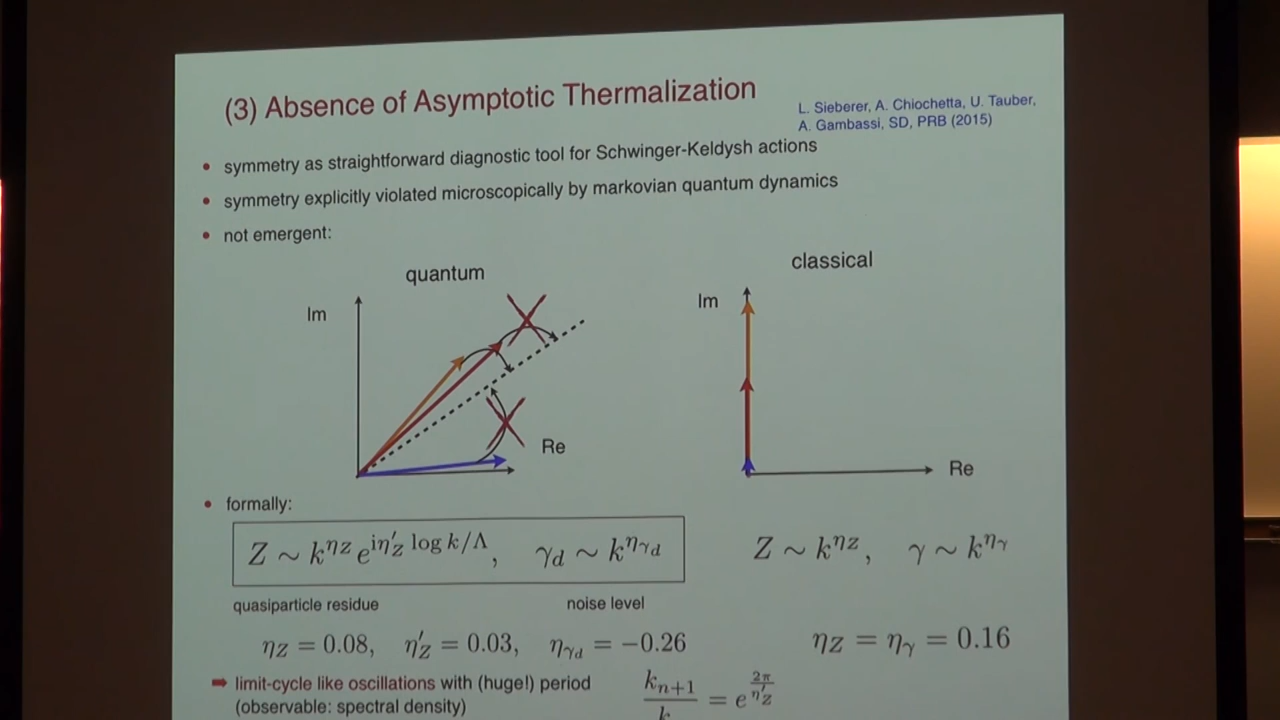 (3) Absence of Asymptotic Thermalization
L. Sieberer, A. Chiochetta, U. Tauber,
A. Gambassi, SD, PRB (2015)
• symmetry as straightforward diagnostic tool for Schwinger-Keldysh actions
• symmetry explicitly violated microscopically by markovian quantum dynamics
• not emergent:
quantum
classical
Im
Im
Re
Re
• formally:
Z ∼ k^{η_Z} e^{iη'_Z log k/Λ}, γ_d ∼ k^{η_{γ_d}}
Z ∼ k^{η_Z}, γ ∼ k^{η_γ}
quasiparticle residue
noise level
η_Z = 0.08, η'_Z = 0.03, η_{γ_d} = −0.26
η_Z = η_γ = 0.16
➡ limit-cycle like oscillations with (huge!) period
(observable: spectral density)
k_{n+1}/k = e^{2π/η'_Z}